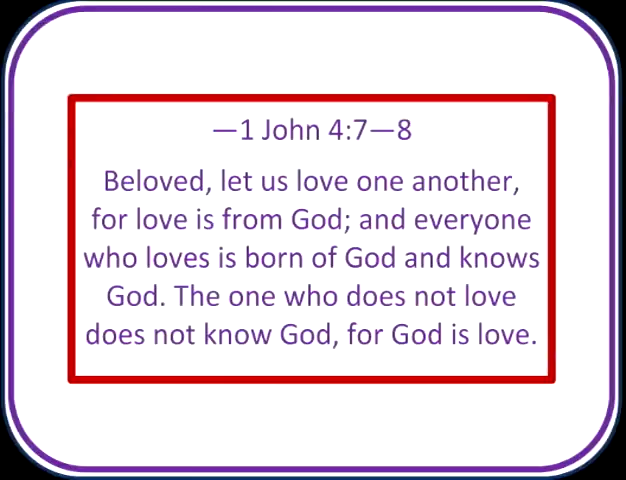 —1 John 4:7—8
Beloved, let us love one another,
for love is from God; and everyone
who loves is born of God and knows
God. The one who does not love
does not know God, for God is love.